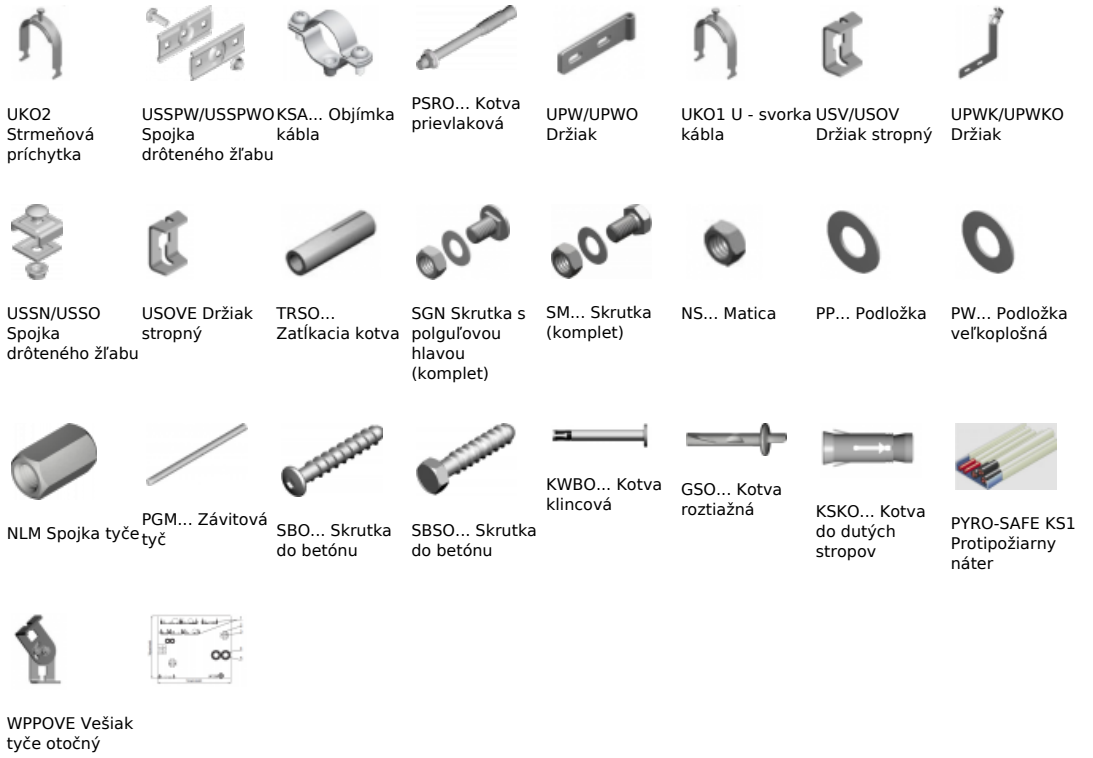 UKO2
Strmeňová
príchytka
USSPW/USSPWO
Spojka
drôteného žľabu
KSA... Objímka
kábla
PSRO... Kotva
prievlaková
UPW/UPWO
Držiak
UKO1 U - svorka
kábla
USV/USOV
Držiak stropný
UPWK/UPWKO
Držiak
USSN/USSO
Spojka
drôteného žľabu
USOVE Držiak
stropný
TRSO...
Zatĺkacia kotva
SGN Skrutka s
polguľovou
hlavou
(komplet)
SM... Skrutka
(komplet)
NS... Matica
PP... Podložka
PW... Podložka
veľkoplošná
NLM Spojka tyče
PGM... Závitová
tyč
SBO... Skrutka
do betónu
SBSO... Skrutka
do betónu
KWBO... Kotva
klincová
GSO... Kotva
roztiažná
KSKO... Kotva
do dutých
stropov
PYRO-SAFE KS1
Protipožiarny
náter
WPPOVE Vešiak
tyče otočný